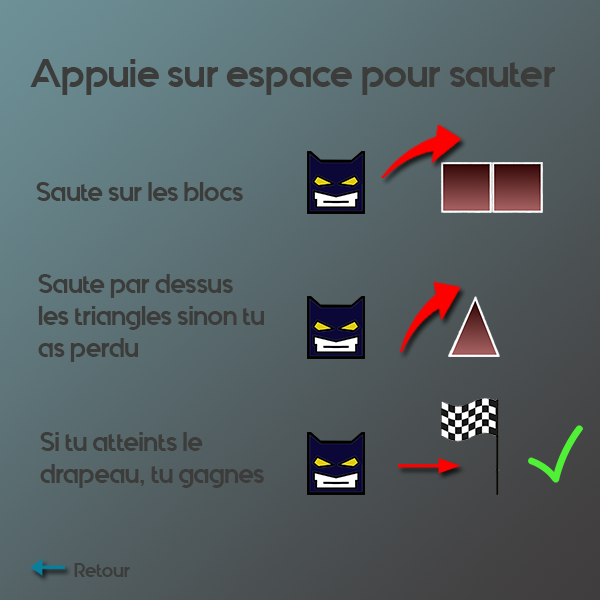 Appuie sur espace pour sauter
Saute sur les blocs
Saute par dessus
les triangles sinon tu
as perdu
Si tu atteints le
drapeau, tu gagnes
Retour